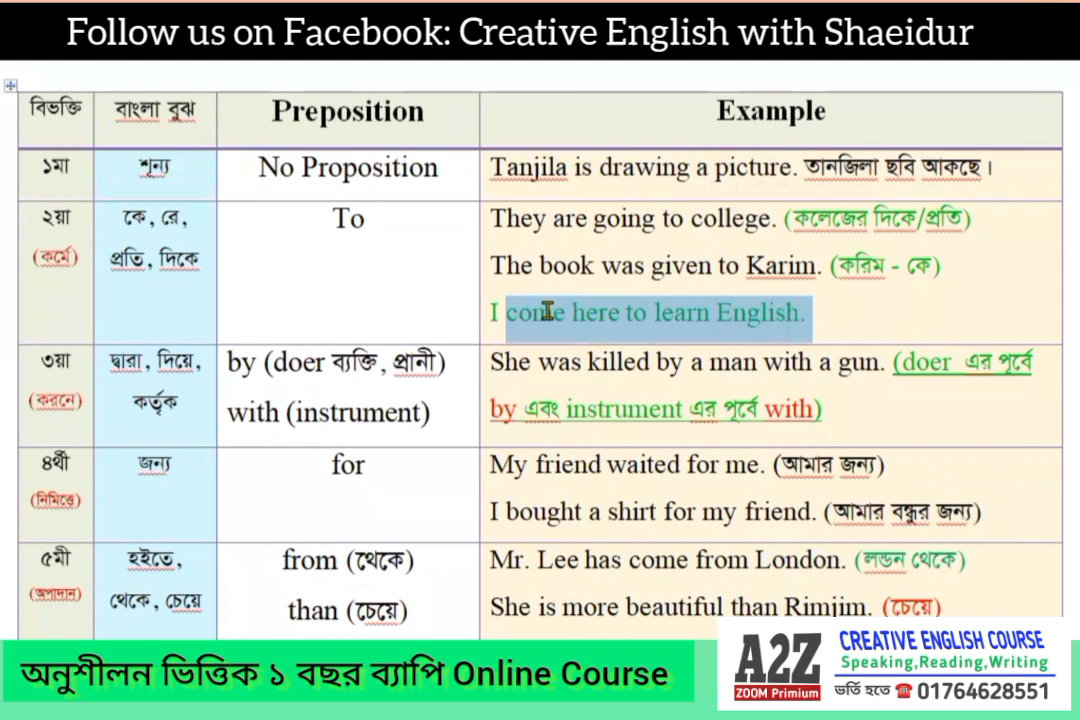 Follow us on Facebook: Creative English with Shaeidur
বিভক্তি বাংলা বুঝ Preposition Example
১মা শূন্য No Proposition Tanjila is drawing a picture. তানজিলা ছবি আকছে।
২য়া কে, রে, To They are going to college. (কলেজের দিকে/প্রতি)
(কর্মে) প্রতি, দিকে The book was given to Karim. (করিম - কে)
I come here to learn English.
৩য়া দ্বারা, দিয়ে, by (doer ব্যক্তি, প্রানী) She was killed by a man with a gun. (doer এর পূর্বে
(করনে) কর্তৃক with (instrument) by এবং instrument এর পূর্বে with)
৪র্থী জন্য for My friend waited for me. (আমার জন্য)
(নিমিত্তে) I bought a shirt for my friend. (আমার বন্ধুর জন্য)
৫মী হইতে, from (থেকে) Mr. Lee has come from London. (লন্ডন থেকে)
(অপাদান) থেকে, চেয়ে than (চেয়ে) She is more beautiful than Rimjim. (চেয়ে)
অনুশীলন ভিত্তিক ১ বছর ব্যাপি Online Course
A2Z CREATIVE ENGLISH COURSE
Speaking,Reading,Writing
ZOOM Primium ভর্তি হতে ☎ 01764628551